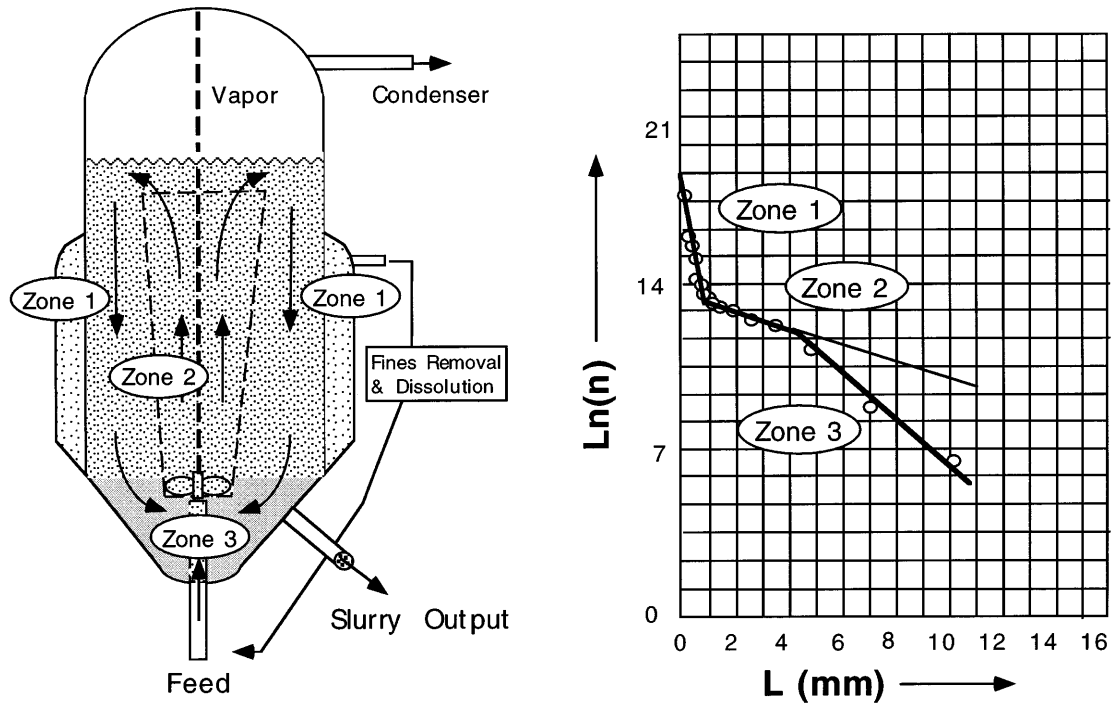 Vapor
Condenser
Zone 1
Zone 1
Zone 2
Fines Removal
& Dissolution
Zone 3
Slurry Output
Feed
Ln(n)
21
14
7
0
Zone 1
Zone 2
Zone 3
0 2 4 6 8 10 12 14 16
L (mm)